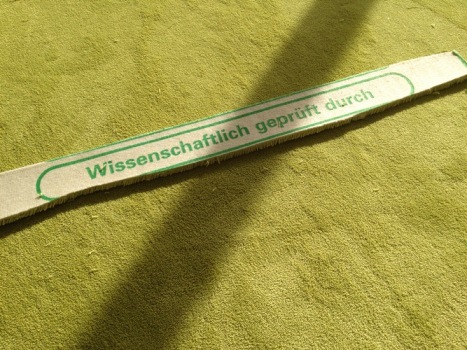 Wissenschaftlich geprüft durch